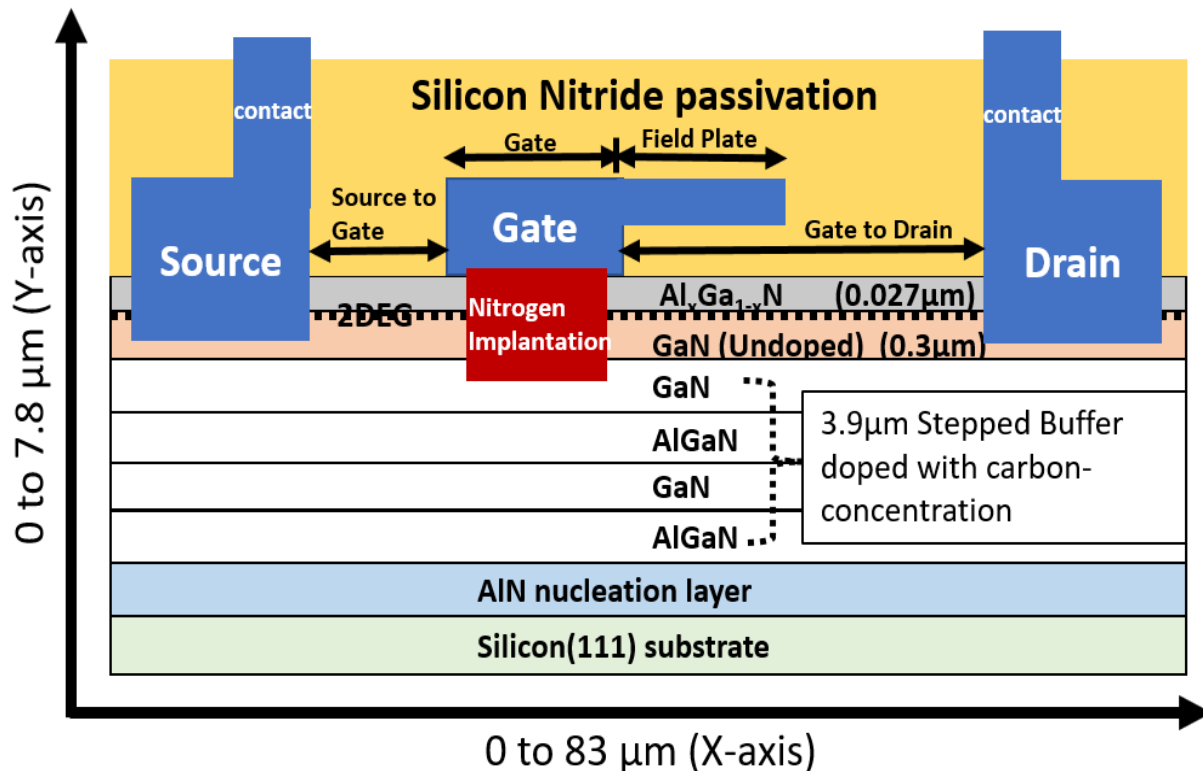 contact
contact
Silicon Nitride passivation
Gate
Field Plate
Source to
Gate
Gate
Gate to Drain
Source
Drain
Nitrogen
Implantation
AlₓGa₁₋ₓN (0.027µm)
2DEG
GaN (Undoped) (0.3µm)
GaN
AlGaN
GaN
AlGaN
3.9µm Stepped Buffer
doped with carbon-
concentration
AlN nucleation layer
Silicon(111) substrate
0 to 7.8 µm (Y-axis)
0 to 83 µm (X-axis)